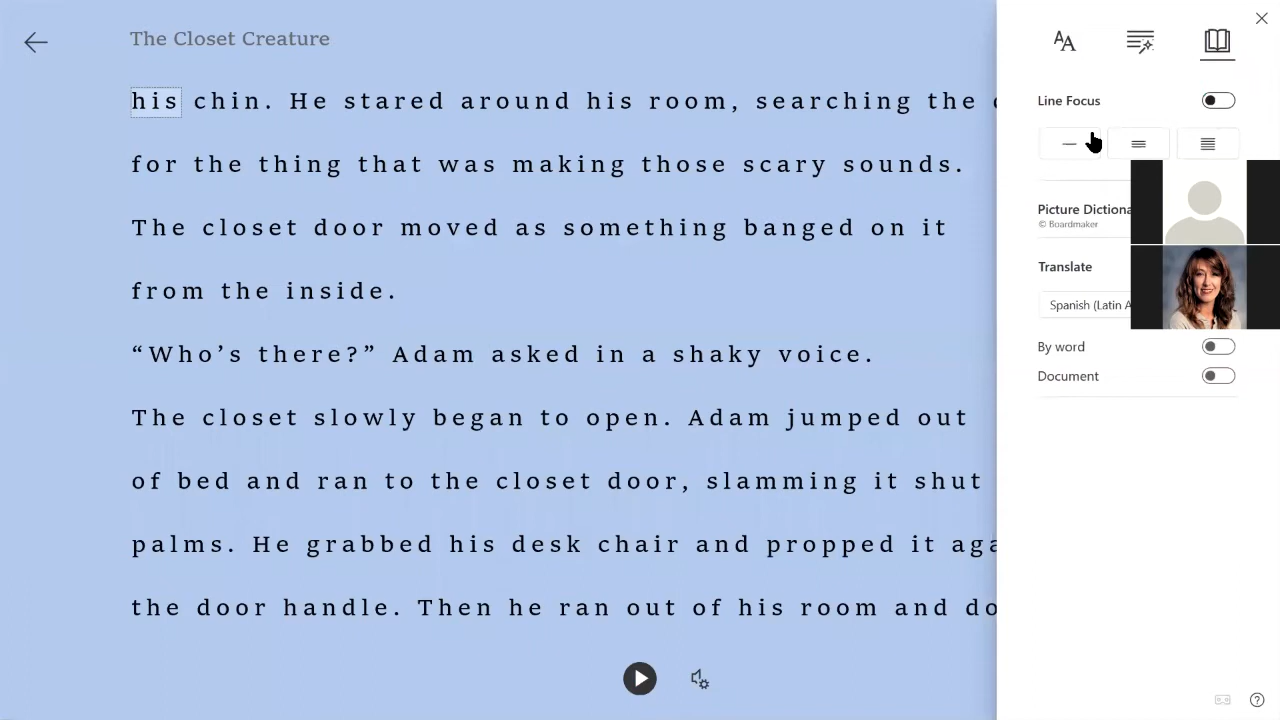 The Closet Creature
his chin. He stared around his room, searching the
for the thing that was making those scary sounds.
The closet door moved as something banged on it
from the inside.
“Who’s there?” Adam asked in a shaky voice.
The closet slowly began to open. Adam jumped out
of bed and ran to the closet door, slamming it shut
palms. He grabbed his desk chair and propped it aga
the door handle. Then he ran out of his room and do
Line Focus
Picture Dictiona
© Boardmaker
Translate
Spanish (Latin A
By word
Document